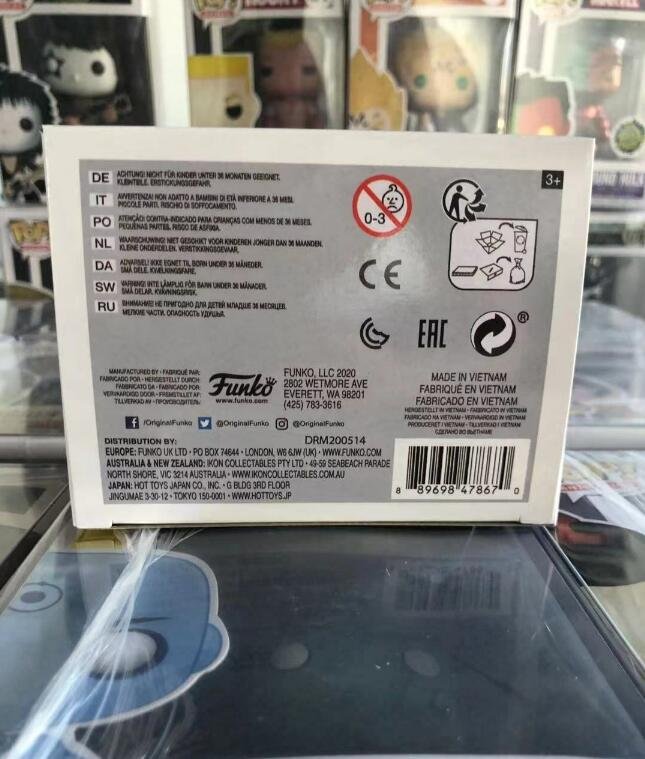 3+
DE ACHTUNG! NICHT FÜR KINDER UNTER 36 MONATEN GEEIGNET.
KLEINTEILE. ERSTICKUNGSGEFAHR.
IT AVVERTENZA! NON ADATTO A BAMBINI DI ETÀ INFERIORE A 36 MESI.
PICCOLE PARTI. RISCHIO DI SOFFOCAMENTO.
PO ATENÇÃO! CONTRA-INDICADO PARA CRIANÇAS COM MENOS DE 36 MESES.
PEQUENAS PARTES. RISCO DE ASFIXIA.
NL WAARSCHUWING! NIET GESCHIKT VOOR KINDEREN JONGER DAN 36 MAANDEN.
KLEINE ONDERDELEN. VERSTIKKINGSGEVAAR.
DA ADVARSEL! IKKE EGNET TIL BORN UNDER 36 MÅNEDER.
SMÅ DELE. KVÆLNINGSFARE.
SW VARNING! INTE LÄMPLIG FÖR BARN UNDER 36 MÅNADER.
SMÅ DELAR. KVÄVNINGSRISK.
RU ВНИМАНИЕ! НЕ ПРИГОДНО ДЛЯ ДЕТЕЙ МЛАДШЕ 36 МЕСЯЦЕВ.
МЕЛКИЕ ЧАСТИ. ОПАСНОСТЬ УДУШЬЯ.
0-3
CE
EAC
®
MANUFACTURED BY • FABRIQUÉ PAR:
FABRICADO POR • HERGESTELLT DURCH:
FABBRICATO DA • FABRICADO POR:
VERVAARDIGD DOOR • FREMSTILLET AF:
TILLVERKAD AV • ПРОИЗВОДИТЕЛЬ:
Funko
www.funko.com
FUNKO, LLC 2020
2802 WETMORE AVE
EVERETT, WA 98201
(425) 783-3616
/OriginalFunko @OriginalFunko @OriginalFunko
MADE IN VIETNAM
FABRIQUÉ EN VIETNAM
FABRICADO EN VIETNAM
HERGESTELLT IN VIETNAM • FABBRICATO IN VIETNAM
FABRICADO NA VIETNAM • VERVAARDIGD IN VIETNAM
PRODUCERET I VIETNAM • TILLVERKAD I VIETNAM
СДЕЛАНО ВО ВЬЕТНАМЕ
DRM200514
DISTRIBUTION BY:
EUROPE: FUNKO UK LTD • PO BOX 74644 • LONDON, W6 6JW (UK) • WWW.FUNKO.COM
AUSTRALIA & NEW ZEALAND: IKON COLLECTABLES PTY LTD • 49-59 SEABEACH PARADE
NORTH SHORE, VIC 3214 AUSTRALIA • WWW.IKONCOLLECTABLES.COM.AU
JAPAN: HOT TOYS JAPAN CO., INC. • G BLDG 3RD FLOOR
JINGUMAE 3-30-12 • TOKYO 150-0001 • WWW.HOTTOYS.JP
8 89698 47867 0